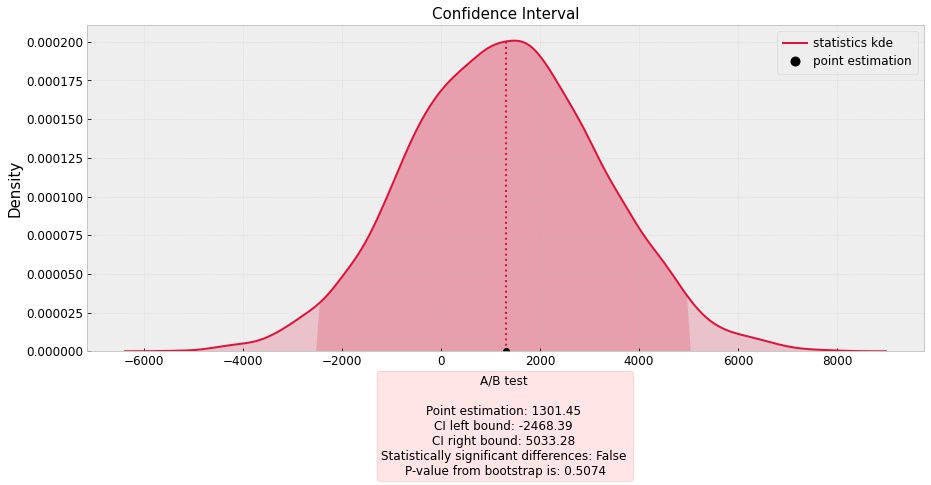 Confidence Interval
statistics kde
point estimation
Density
0.000200
0.000175
0.000150
0.000125
0.000100
0.000075
0.000050
0.000025
0.000000
−6000 −4000 −2000 0 2000 4000 6000 8000
A/B test
Point estimation: 1301.45
CI left bound: -2468.39
CI right bound: 5033.28
Statistically significant differences: False
P-value from bootstrap is: 0.5074